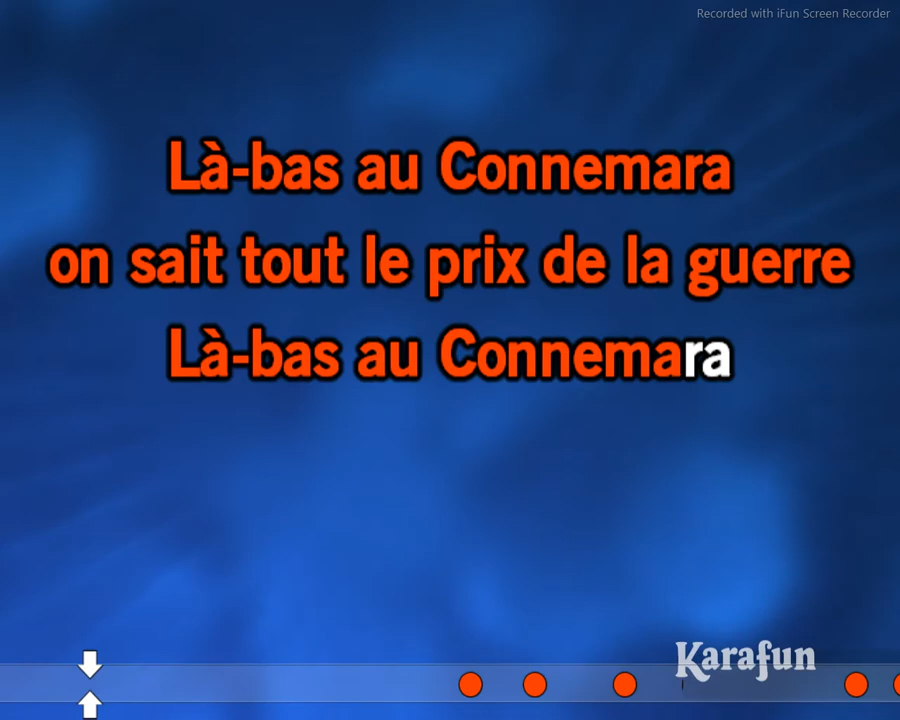 Recorded with iFun Screen Recorder
Là-bas au Connemara
on sait tout le prix de la guerre
Là-bas au Connemara
Karafun